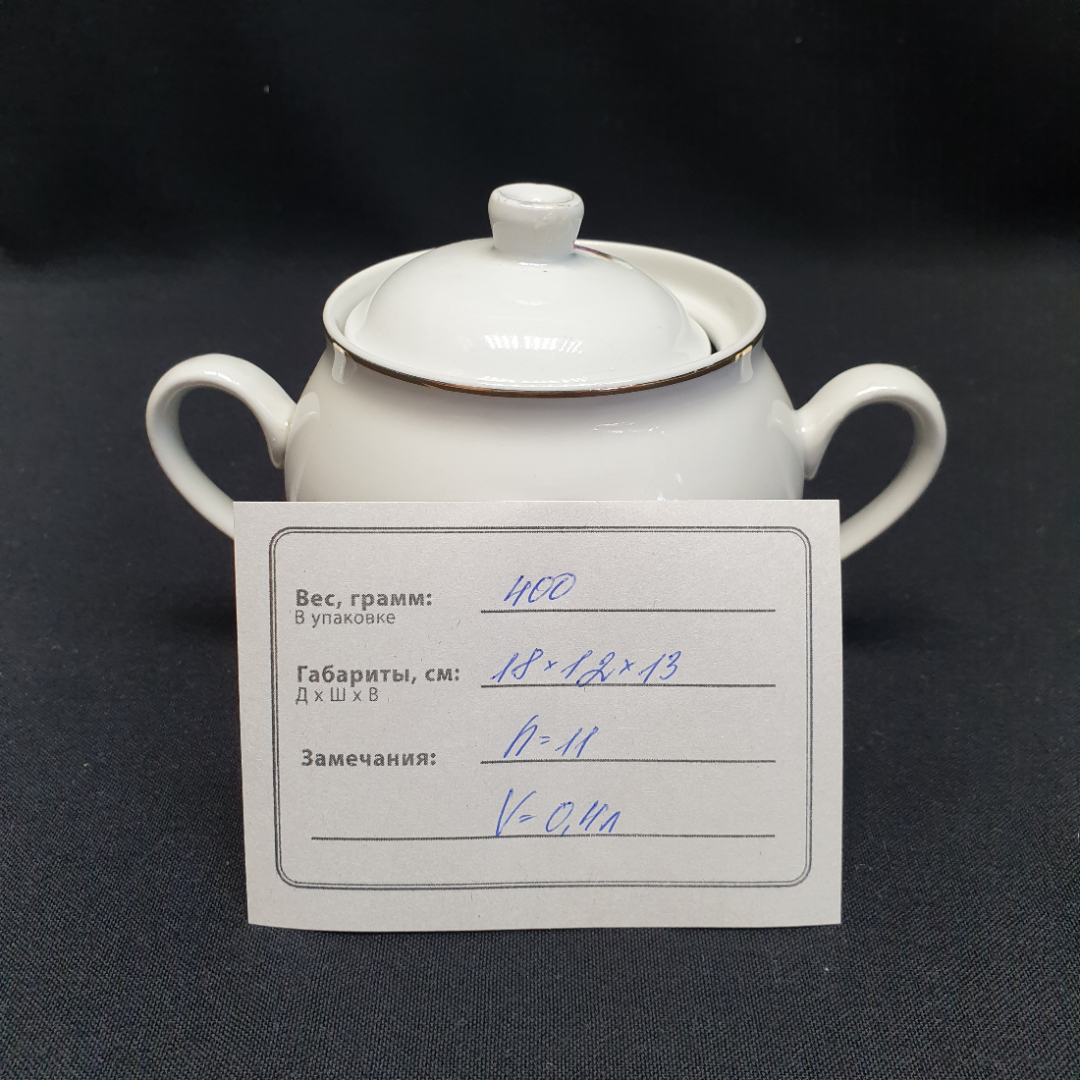 Вес, грамм: 400
В упаковке
Габариты, см: 18×12×13
Д х Ш х В
Замечания: h=11
V=0,4л